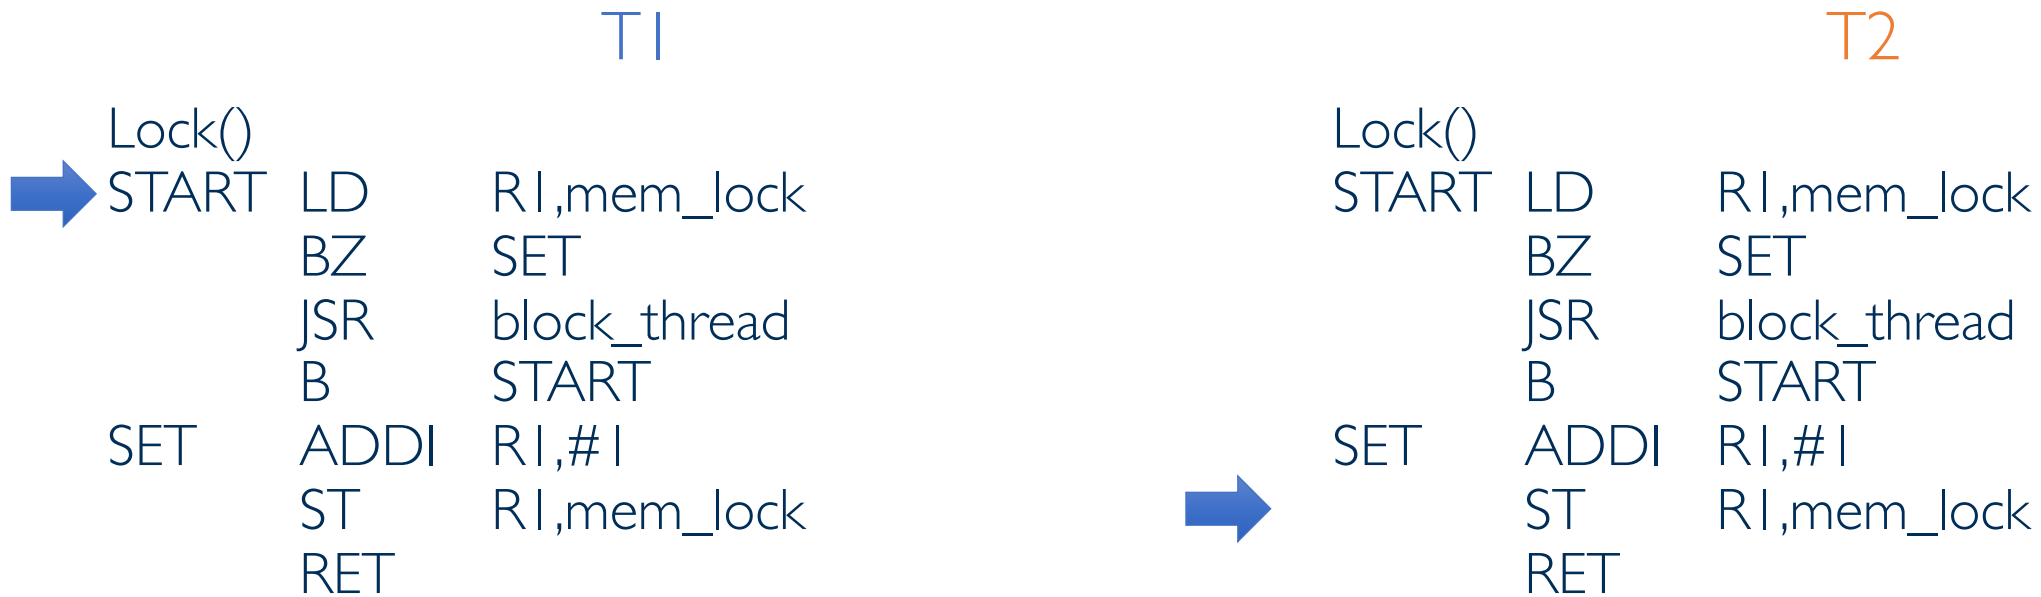 T1
Lock()
START LD R1,mem_lock
BZ SET
JSR block_thread
B START
SET ADDI R1,#1
ST R1,mem_lock
RET
T2
Lock()
START LD R1,mem_lock
BZ SET
JSR block_thread
B START
SET ADDI R1,#1
ST R1,mem_lock
RET